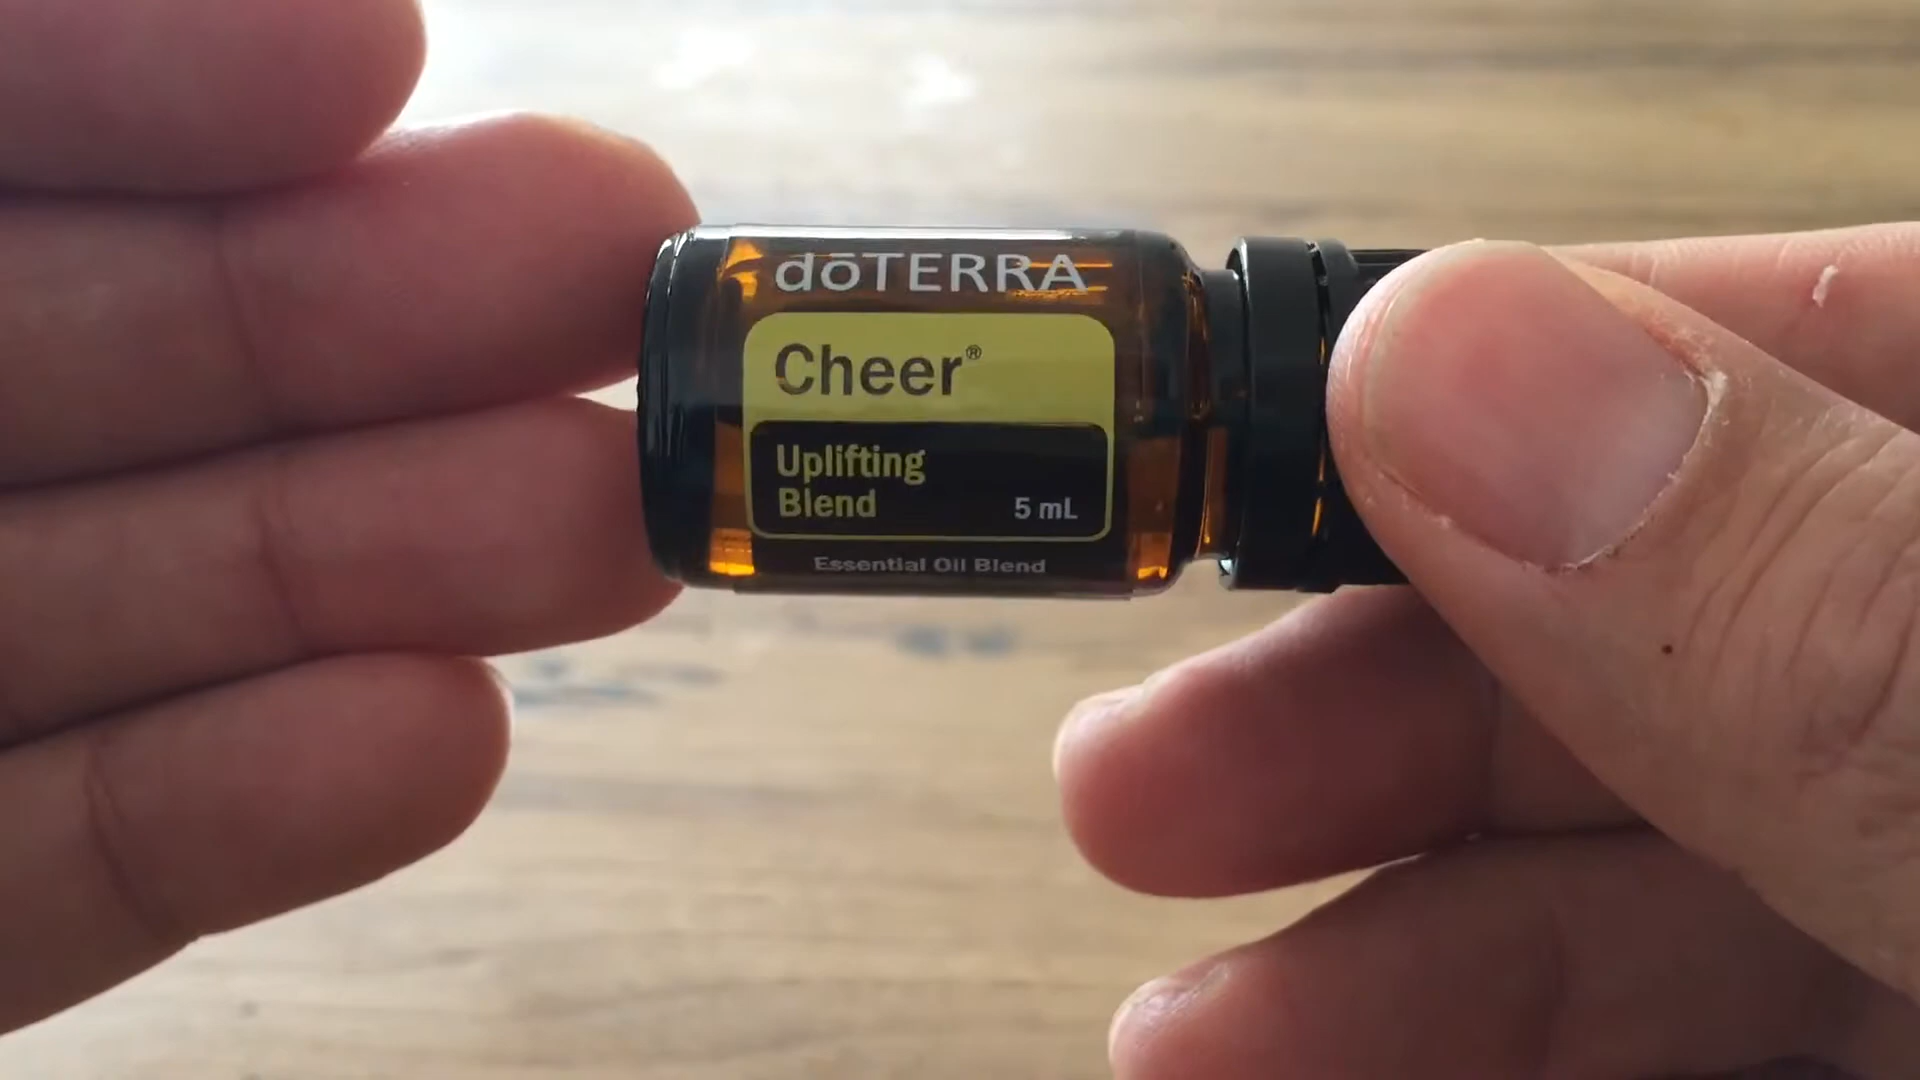 dōTERRA
Cheer®
Uplifting
Blend
5 mL
Essential Oil Blend